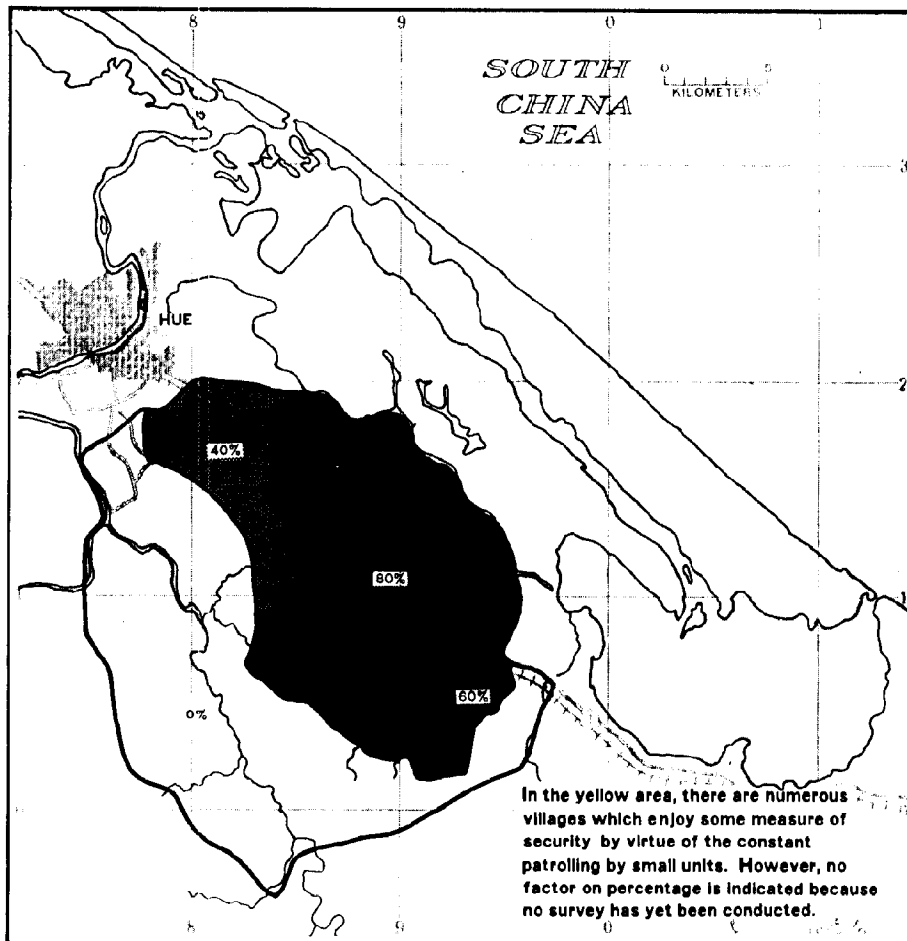 8 9 0 1
SOUTH
CHINA
SEA
0 5
KILOMETERS
3
HUE
2
40%
80%
1
60%
0%
In the yellow area, there are numerous
villages which enjoy some measure of
security by virtue of the constant
patrolling by small units. However, no
factor on percentage is indicated because
no survey has yet been conducted.
8 9